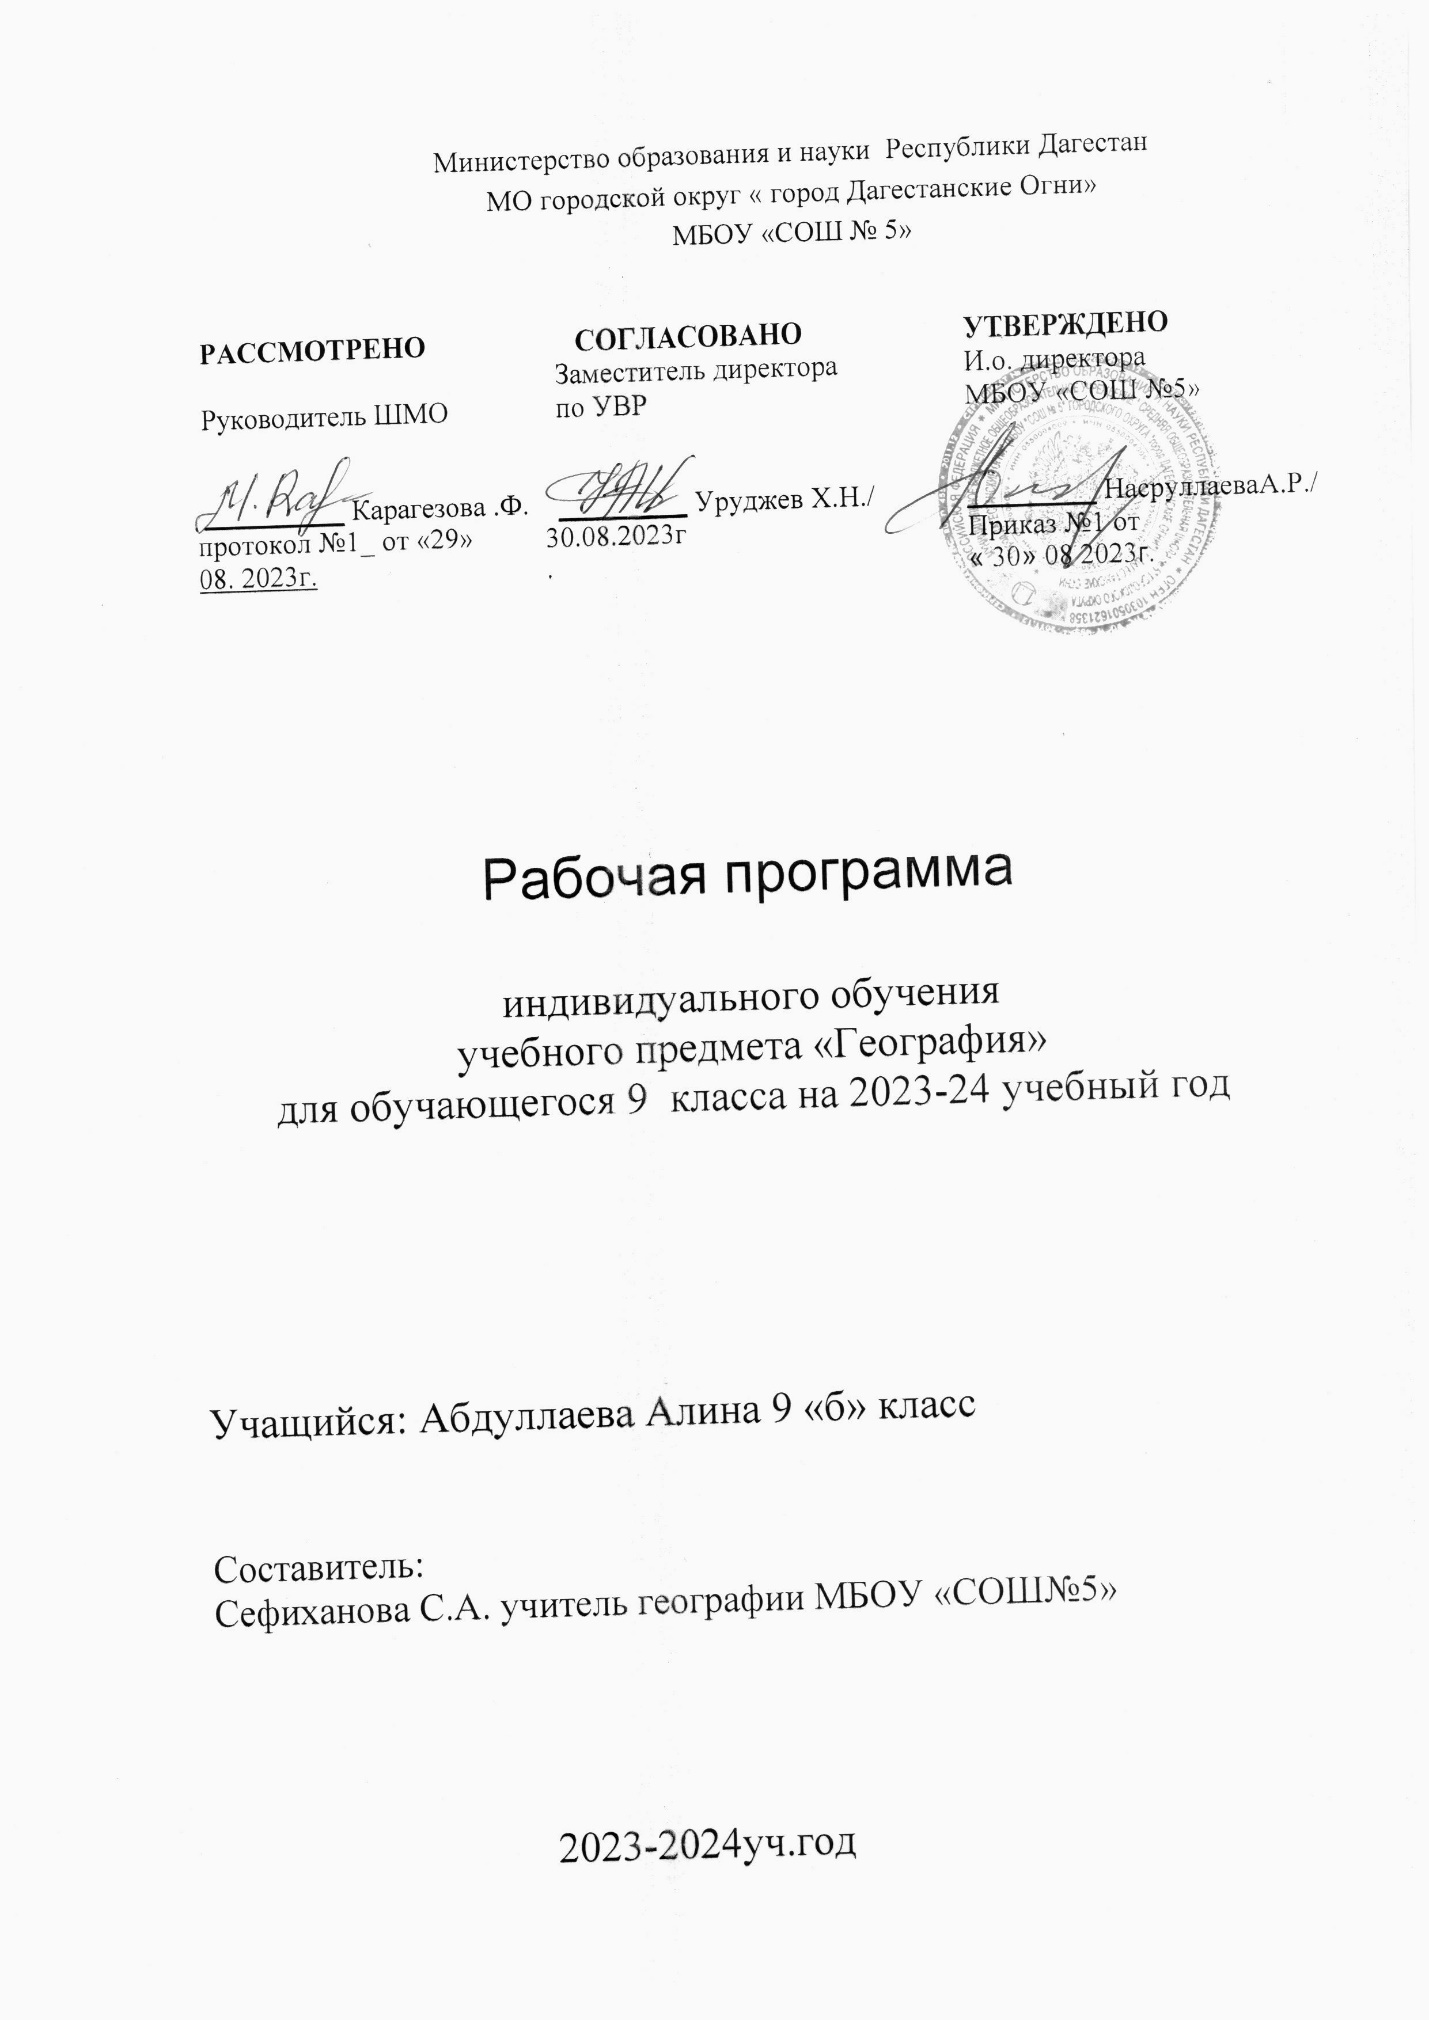 Министерство образования и науки Республики Дагестан
МО городской округ « город Дагестанские Огни»
МБОУ «СОШ № 5»
РАССМОТРЕНО
Руководитель ШМО
Карагезова .Ф.
протокол №1_ от «29»
08. 2023г.
СОГЛАСОВАНО
Заместитель директора
по УВР
Уруджев Х.Н./
30.08.2023г
.
УТВЕРЖДЕНО
И.о. директора
МБОУ «СОШ №5»
НасруллаеваА.Р./
Приказ №1 от
« 30» 08 2023г.
Рабочая программа
индивидуального обучения
учебного предмета «География»
для обучающегося 9 класса на 2023-24 учебный год
Учащийся: Абдуллаева Алина 9 «б» класс
Составитель:
Сефиханова С.А. учитель географии МБОУ «СОШ№5»
2023-2024уч.год